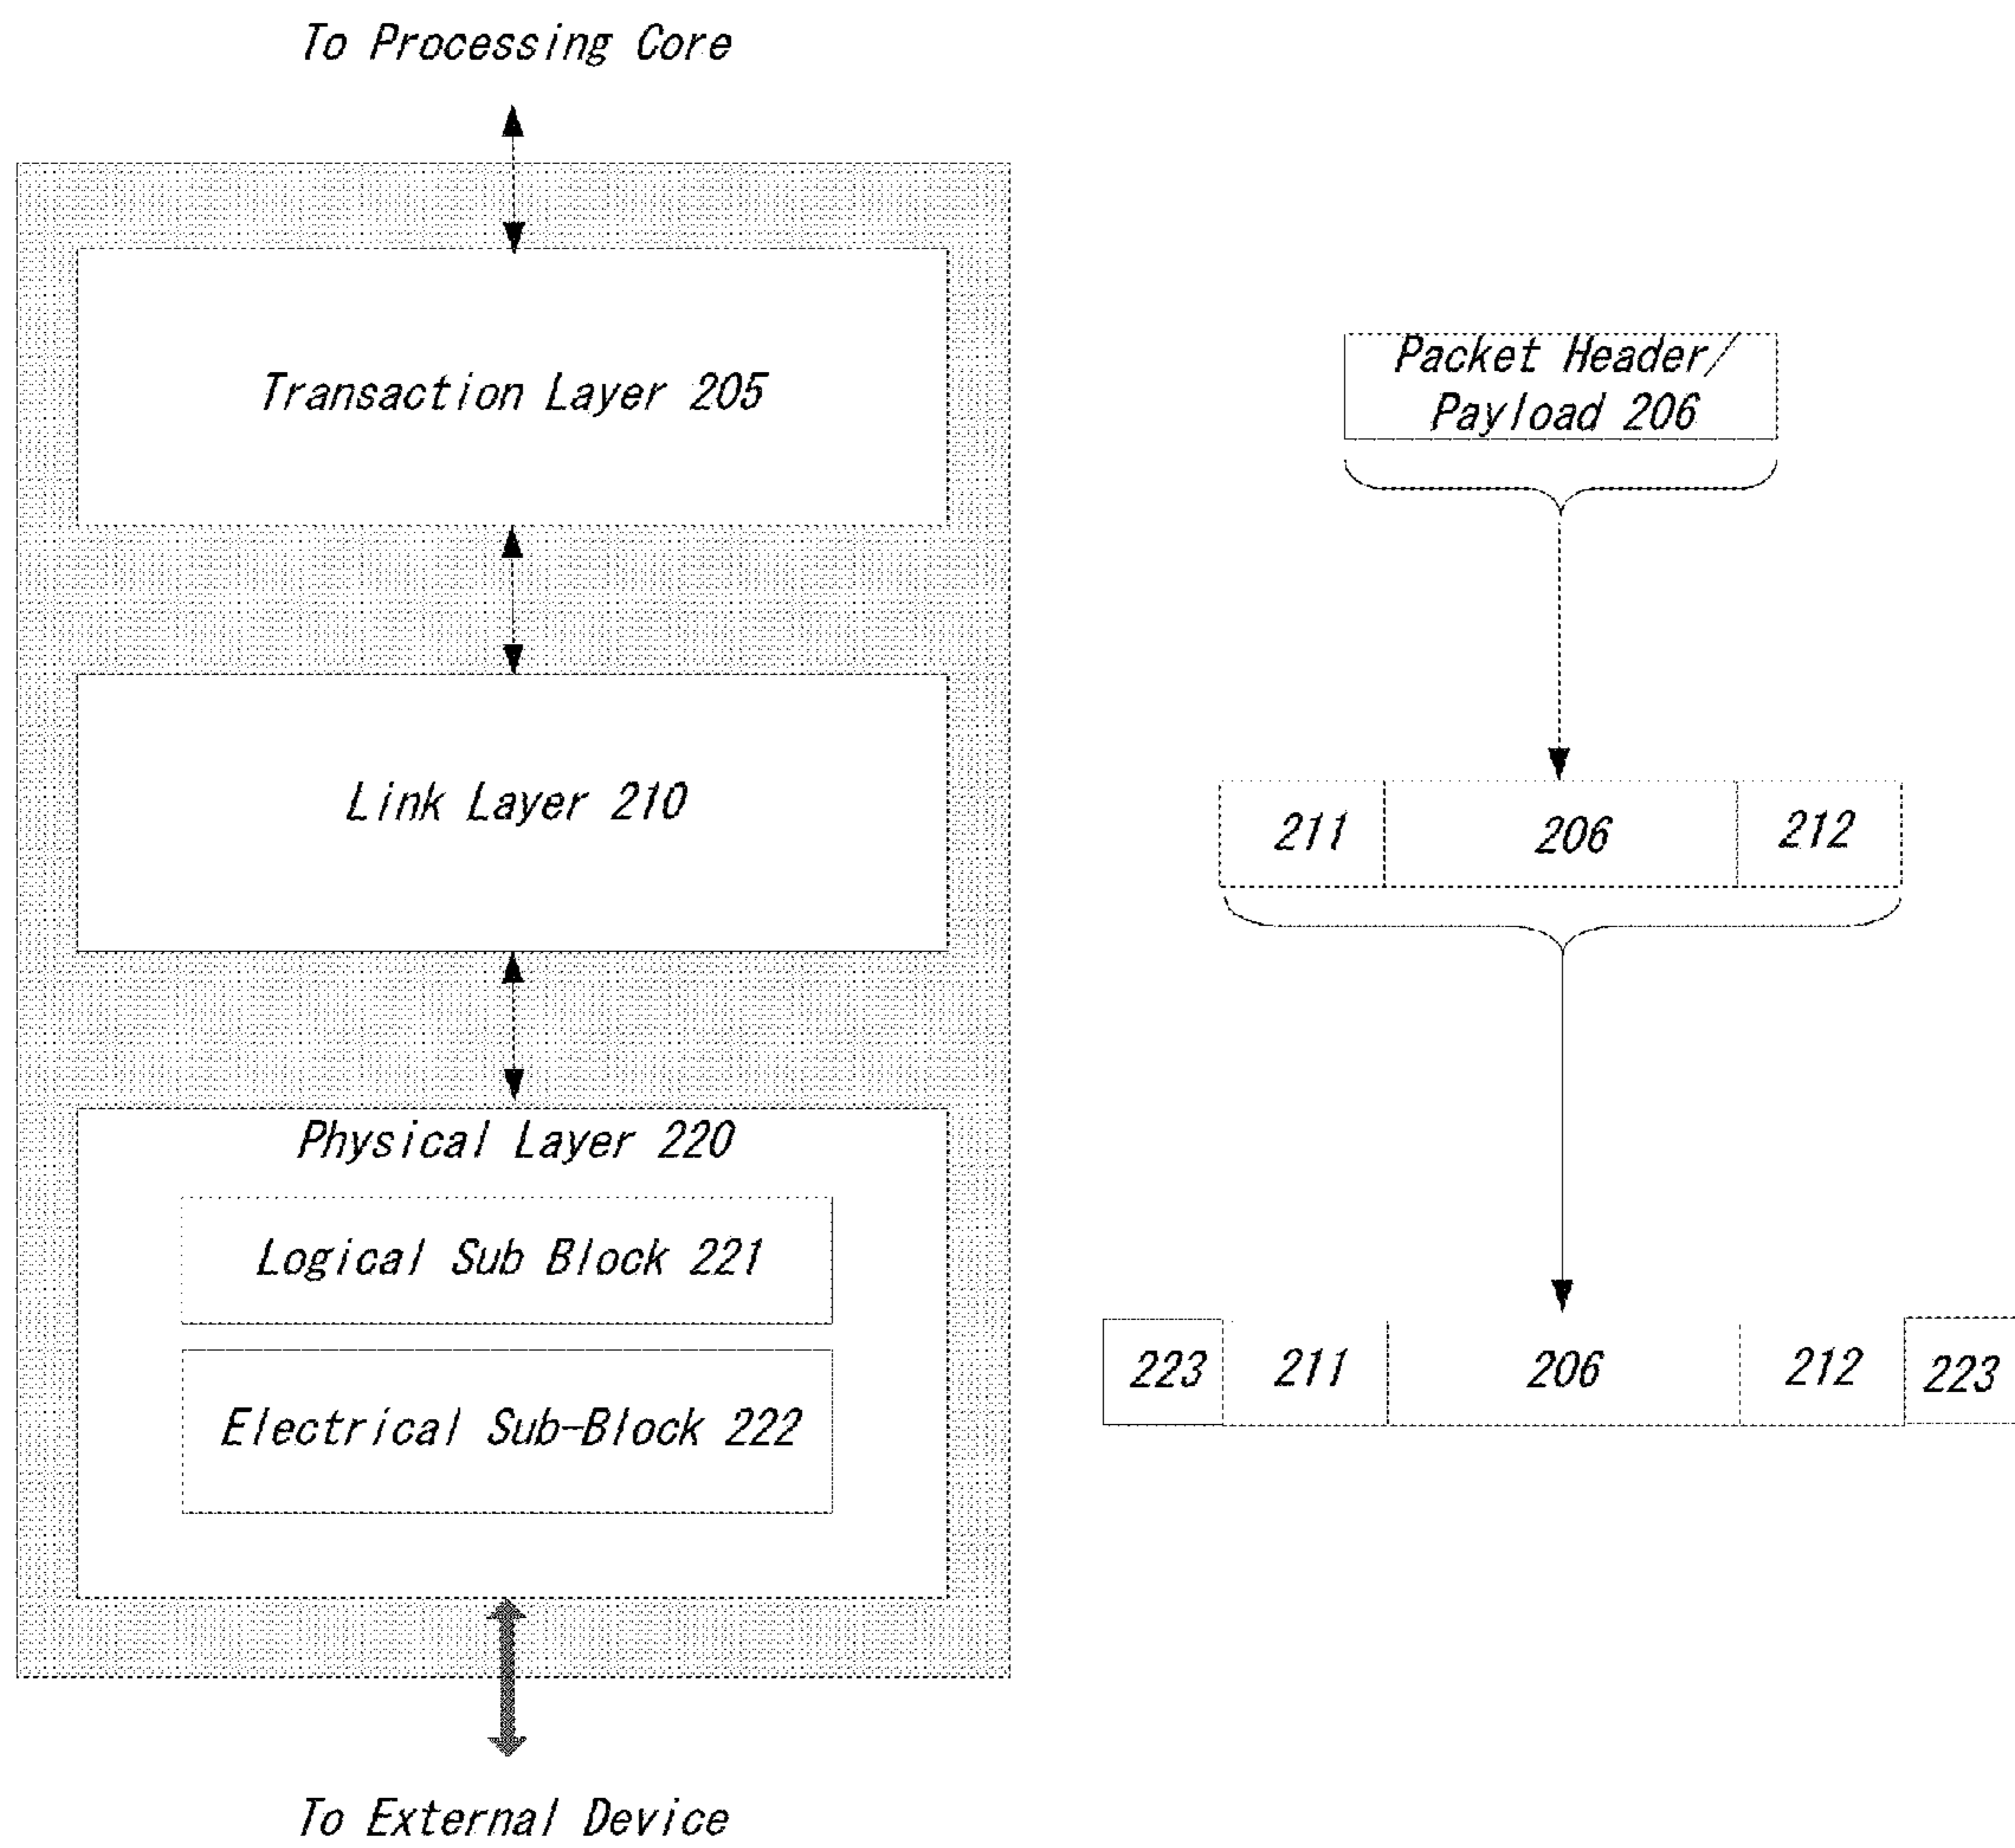 To Processing Core
Transaction Layer 205
Packet Header/
Payload 206
Link Layer 210
211 206 212
Physical Layer 220
Logical Sub Block 221
Electrical Sub-Block 222
223 211 206 212 223
To External Device